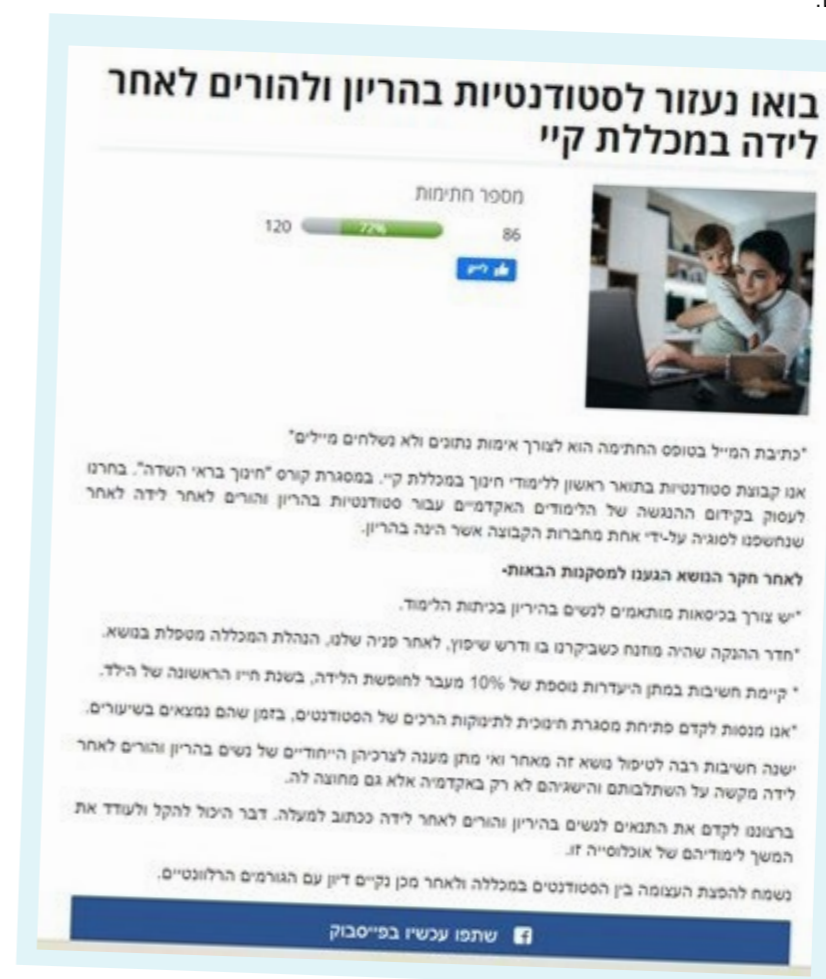 בואו נעזור לסטודנטיות בהריון ולהורים לאחר
לידה במכללת קיי
מספר חתימות
86
72%
120
לייק
*כתיבת המייל בטופס החתימה הוא לצורך אימות נתונים ולא נשלחים מיילים*
אנו קבוצת סטודנטיות בתואר ראשון ללימודי חינוך במכללת קיי. במסגרת קורס "חינוך בראי השדה". בחרנו
לעסוק בקידום ההנגשה של הלימודים האקדמיים עבור סטודנטיות בהריון והורים לאחר לידה לאחר
שנחשפנו לסוגיה על-ידי אחת מחברות הקבוצה אשר הינה בהריון.
לאחר חקר הנושא הגענו למסקנות הבאות-
*יש צורך בכיסאות מותאמים לנשים בהיריון בכיתות הלימוד.
*חדר ההנקה שהיה מוזנח כשביקרנו בו ודרש שיפוץ, לאחר פניה שלנו, הנהלת המכללה מטפלת בנושא.
* קיימת חשיבות במתן היעדרות נוספת של 10% מעבר לחופשת הלידה, בשנת חייו הראשונה של הילד.
*אנו מנסות לקדם פתיחת מסגרת חינוכית לתינוקות הרכים של הסטודנטים, בזמן שהם נמצאים בשיעורים.
ישנה חשיבות רבה לטיפול נושא זה מאחר ואי מתן מענה לצרכיהן הייחודיים של נשים בהריון והורים לאחר
לידה מקשה על השתלבותם והישגיהם לא רק באקדמיה אלא גם מחוצה לה.
ברצוננו לקדם את התנאים לנשים בהיריון והורים לאחר לידה ככתוב למעלה. דבר היכול להקל ולעודד את
המשך לימודיהם של אוכלוסייה זו.
נשמח להפצת העצומה בין הסטודנטים במכללה ולאחר מכן נקיים דיון עם הגורמים הרלוונטיים.
שתפו עכשיו בפייסבוק